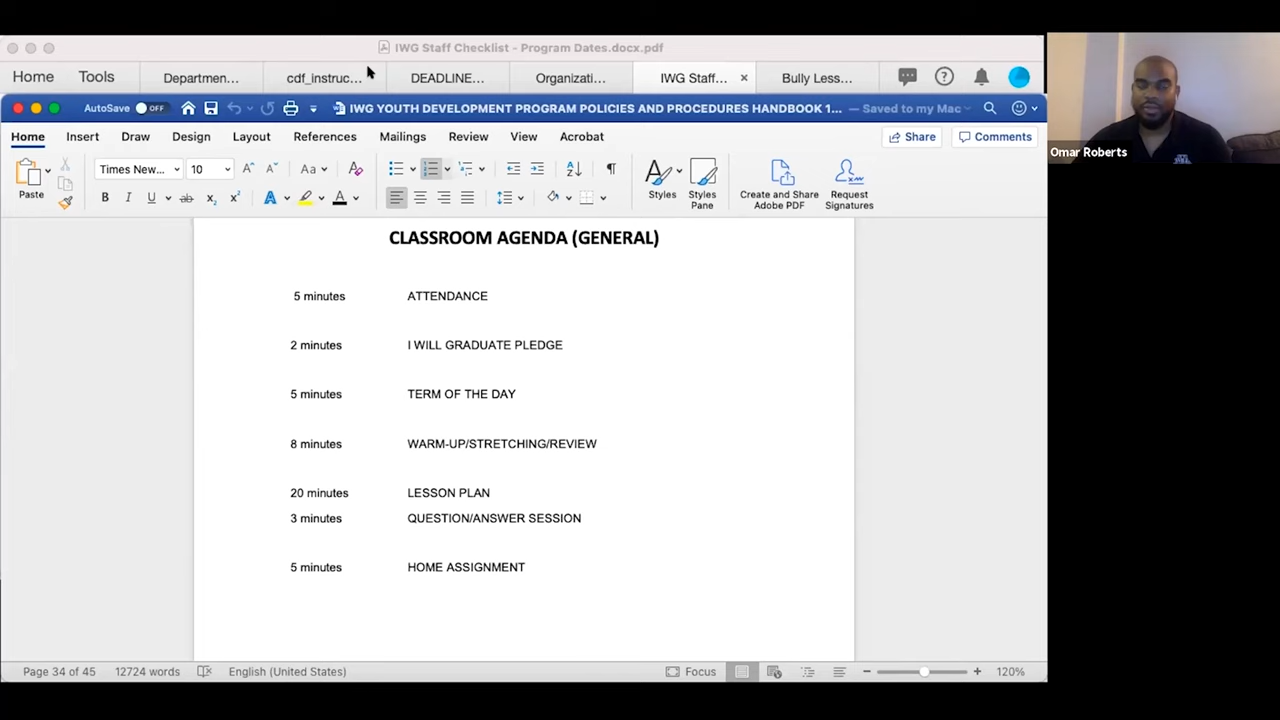 IWG Staff Checklist - Program Dates.docx.pdf
Home Tools Departmen... cdf_instruc... DEADLINE... Organizati... IWG Staff... × Bully Less...
AutoSave OFF IWG YOUTH DEVELOPMENT PROGRAM POLICIES AND PROCEDURES HANDBOOK 1... — Saved to my Mac
Home Insert Draw Design Layout References Mailings Review View Acrobat Share Comments
Paste Times New... 10 Aa Styles Styles Pane Create and Share Adobe PDF Request Signatures
Omar Roberts
CLASSROOM AGENDA (GENERAL)
5 minutes ATTENDANCE
2 minutes I WILL GRADUATE PLEDGE
5 minutes TERM OF THE DAY
8 minutes WARM-UP/STRETCHING/REVIEW
20 minutes LESSON PLAN
3 minutes QUESTION/ANSWER SESSION
5 minutes HOME ASSIGNMENT
Page 34 of 45 12724 words English (United States) Focus 120%